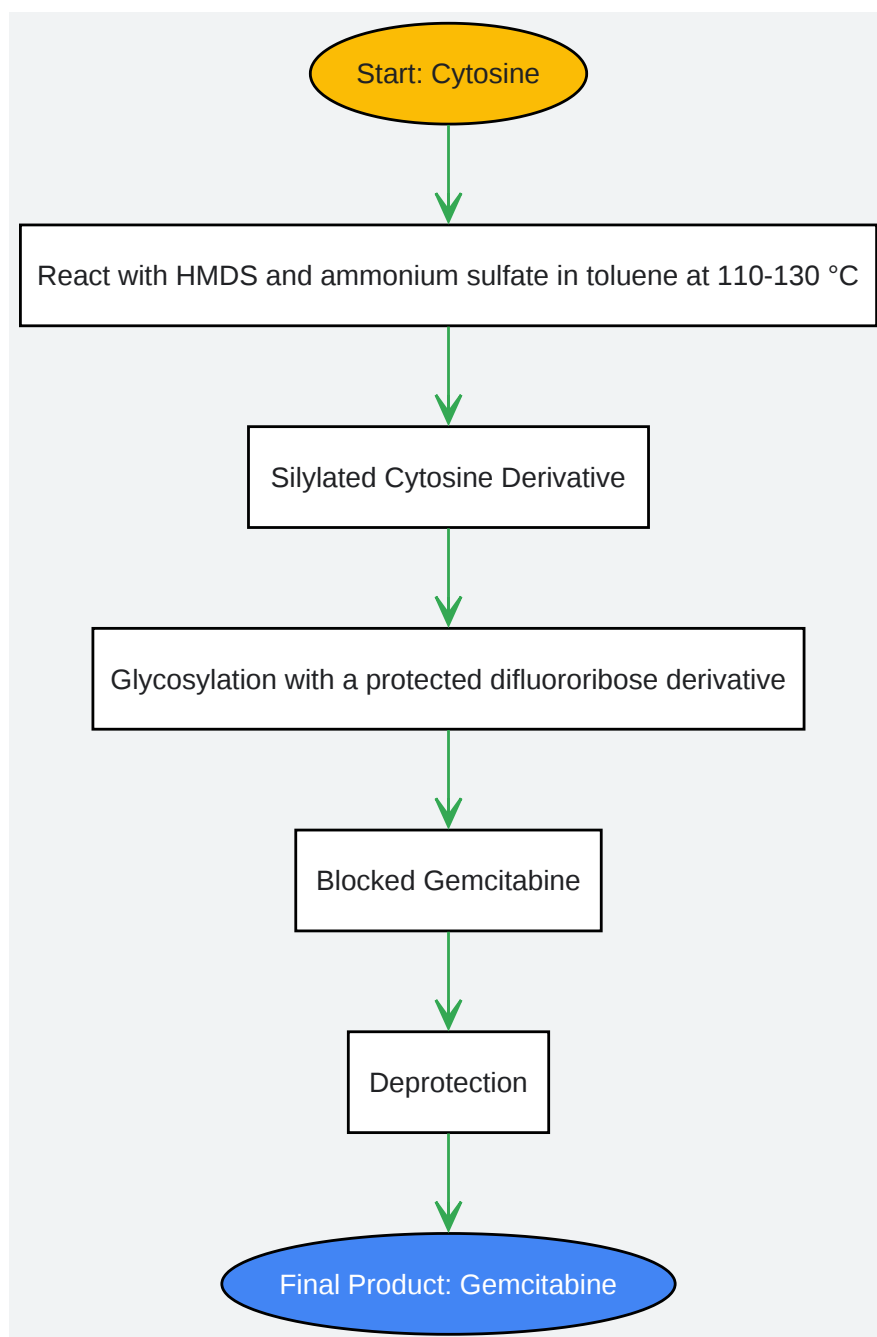 Start: Cytosine
React with HMDS and ammonium sulfate in toluene at 110-130 °C
Silylated Cytosine Derivative
Glycosylation with a protected difluororibose derivative
Blocked Gemcitabine
Deprotection
Final Product: Gemcitabine